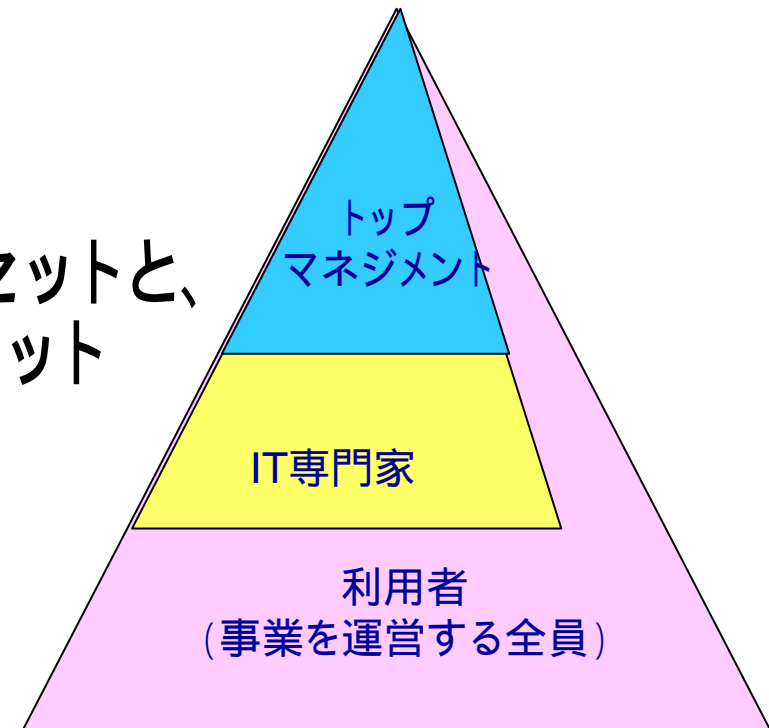 トップ
マネジメント
セットと、
ット
IT専門家
利用者
(事業を運営する全員)